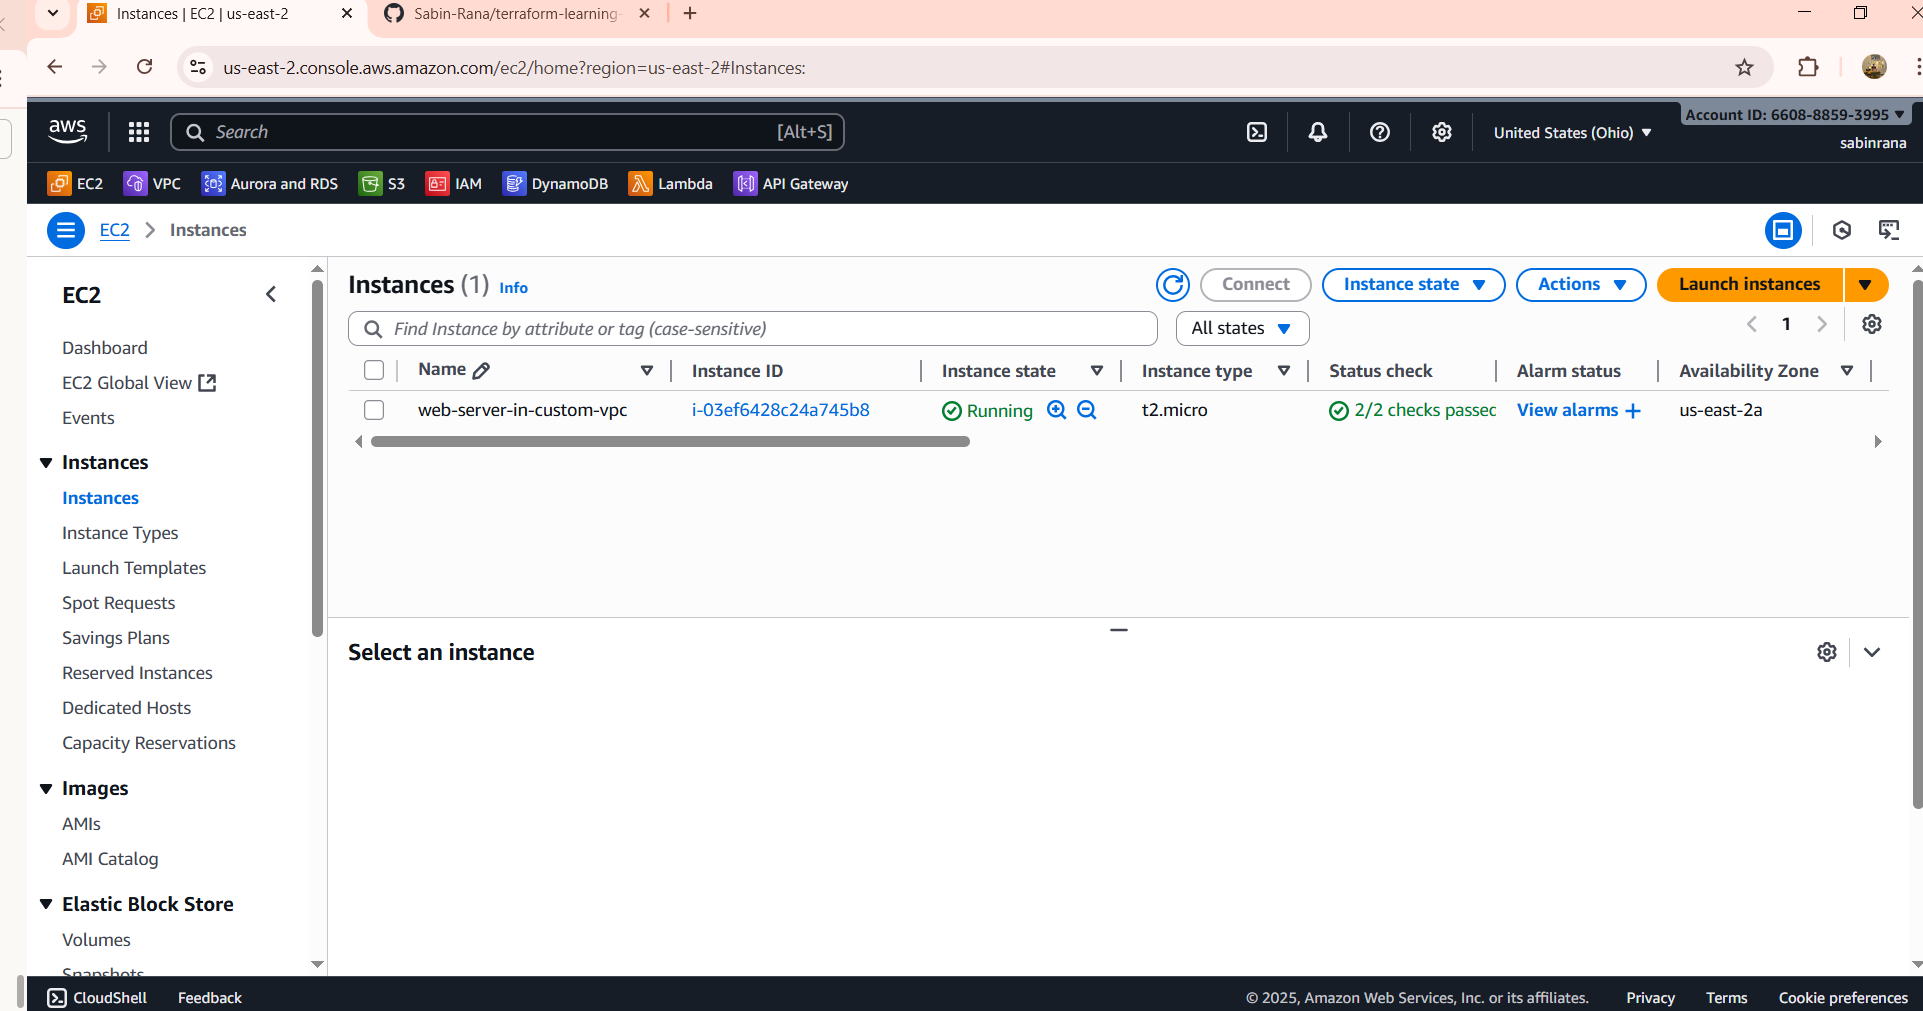 Instances | EC2 | us-east-2
Sabin-Rana/terraform-learning-
us-east-2.console.aws.amazon.com/ec2/home?region=us-east-2#Instances:
aws
Search
[Alt+S]
United States (Ohio)
Account ID: 6608-8859-3995
sabinrana
EC2 VPC Aurora and RDS S3 IAM DynamoDB Lambda API Gateway
EC2 > Instances
EC2
Dashboard
EC2 Global View
Events
Instances
Instances
Instance Types
Launch Templates
Spot Requests
Savings Plans
Reserved Instances
Dedicated Hosts
Capacity Reservations
Images
AMIs
AMI Catalog
Elastic Block Store
Volumes
Snapshots
Instances (1) Info
Connect
Instance state
Actions
Launch instances
Find Instance by attribute or tag (case-sensitive)
All states
1
Name Instance ID Instance state Instance type Status check Alarm status Availability Zone
web-server-in-custom-vpc i-03ef6428c24a745b8 Running t2.micro 2/2 checks passed View alarms + us-east-2a
Select an instance
CloudShell Feedback © 2025, Amazon Web Services, Inc. or its affiliates. Privacy Terms Cookie preferences